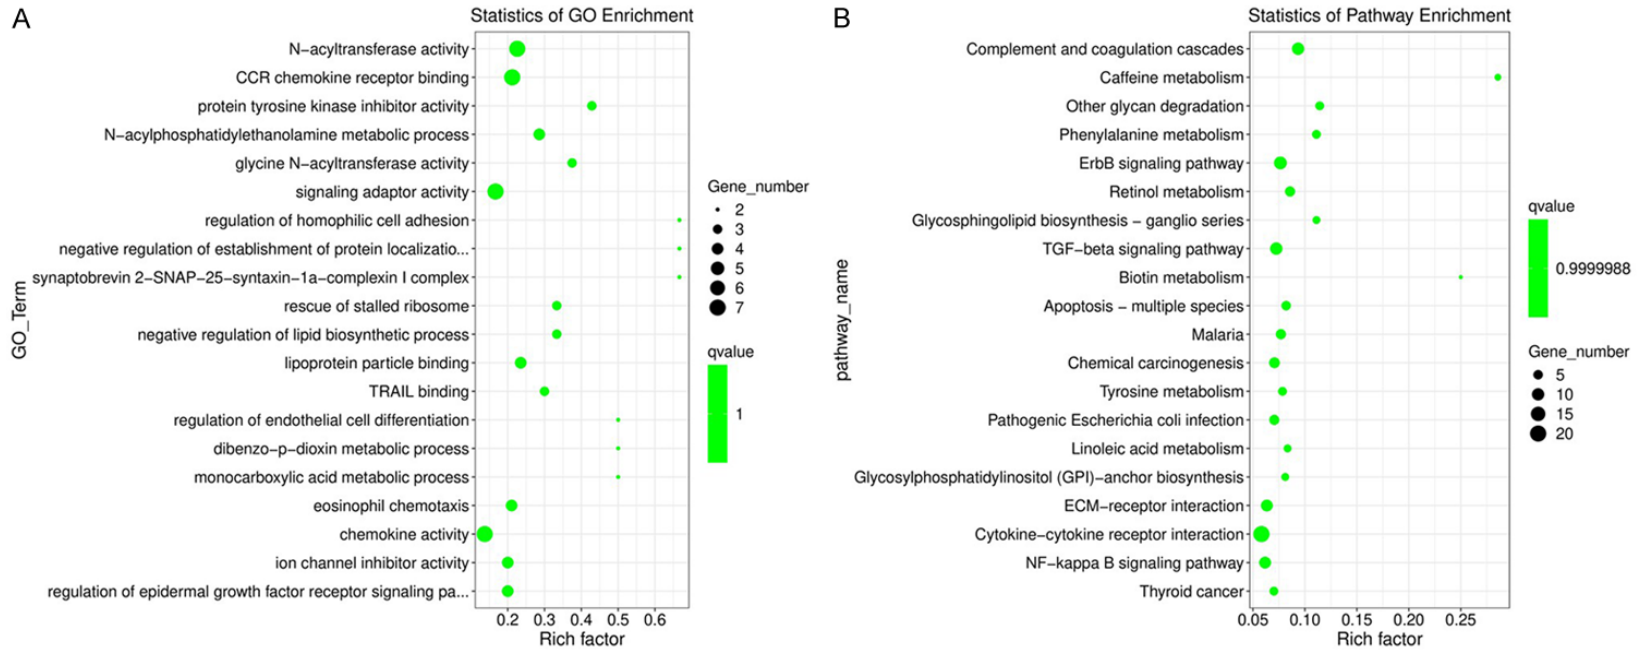 A
Statistics of GO Enrichment
GO_Term
N−acyltransferase activity
CCR chemokine receptor binding
protein tyrosine kinase inhibitor activity
N−acylphosphatidylethanolamine metabolic process
glycine N−acyltransferase activity
signaling adaptor activity
regulation of homophilic cell adhesion
negative regulation of establishment of protein localizatio...
synaptobrevin 2−SNAP−25−syntaxin−1a−complexin I complex
rescue of stalled ribosome
negative regulation of lipid biosynthetic process
lipoprotein particle binding
TRAIL binding
regulation of endothelial cell differentiation
dibenzo−p−dioxin metabolic process
monocarboxylic acid metabolic process
eosinophil chemotaxis
chemokine activity
ion channel inhibitor activity
regulation of epidermal growth factor receptor signaling pa...
0.2 0.3 0.4 0.5 0.6
Rich factor
Gene_number
2
3
4
5
6
7
qvalue
1
B
Statistics of Pathway Enrichment
pathway_name
Complement and coagulation cascades
Caffeine metabolism
Other glycan degradation
Phenylalanine metabolism
ErbB signaling pathway
Retinol metabolism
Glycosphingolipid biosynthesis − ganglio series
TGF−beta signaling pathway
Biotin metabolism
Apoptosis − multiple species
Malaria
Chemical carcinogenesis
Tyrosine metabolism
Pathogenic Escherichia coli infection
Linoleic acid metabolism
Glycosylphosphatidylinositol (GPI)−anchor biosynthesis
ECM−receptor interaction
Cytokine−cytokine receptor interaction
NF−kappa B signaling pathway
Thyroid cancer
0.05 0.10 0.15 0.20 0.25
Rich factor
qvalue
0.9999988
Gene_number
5
10
15
20